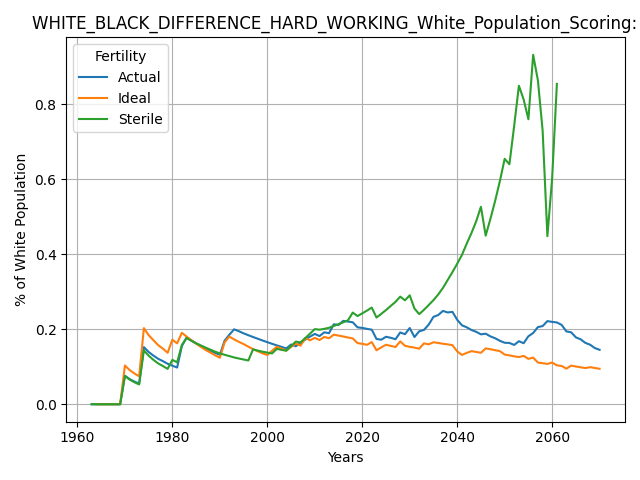 WHITE_BLACK_DIFFERENCE_HARD_WORKING_White_Population_Scoring:
Fertility
Actual
Ideal
Sterile
% of White Population
0.8
0.6
0.4
0.2
0.0
1960 1980 2000 2020 2040 2060
Years